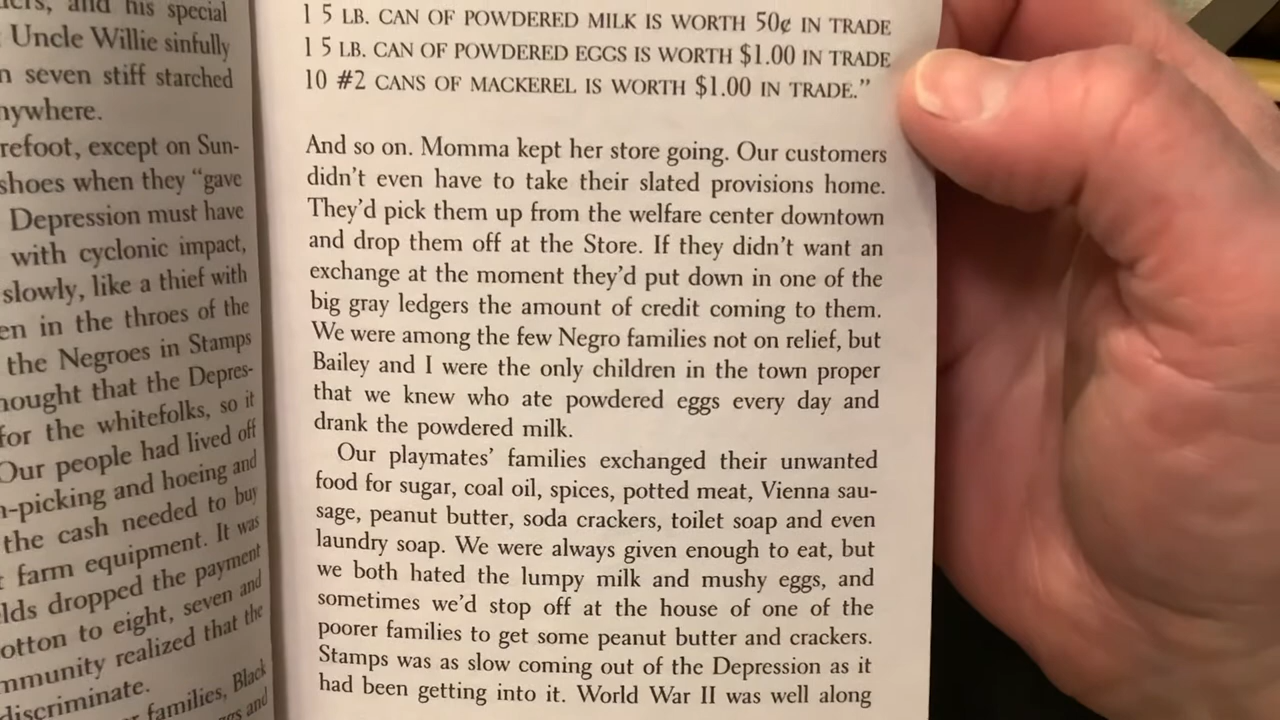 and his special
Uncle Willie sinfully
seven stiff starched
except on Sun-
shoes when they “gave
Depression must have
with cyclonic impact,
slowly, like a thief with
in the throes of the
the Negroes in Stamps
that the Depres-
for the whitefolks, so it
Our people had lived off
-picking and hoeing and
the cash needed to buy
farm equipment. It was
dropped the payment
to eight, seven and
realized that the
families, Black
and
1 5 LB. CAN OF POWDERED MILK IS WORTH 50¢ IN TRADE
1 5 LB. CAN OF POWDERED EGGS IS WORTH $1.00 IN TRADE
10 #2 CANS OF MACKEREL IS WORTH $1.00 IN TRADE.”
And so on. Momma kept her store going. Our customers
didn’t even have to take their slated provisions home.
They’d pick them up from the welfare center downtown
and drop them off at the Store. If they didn’t want an
exchange at the moment they’d put down in one of the
big gray ledgers the amount of credit coming to them.
We were among the few Negro families not on relief, but
Bailey and I were the only children in the town proper
that we knew who ate powdered eggs every day and
drank the powdered milk.
Our playmates’ families exchanged their unwanted
food for sugar, coal oil, spices, potted meat, Vienna sau-
sage, peanut butter, soda crackers, toilet soap and even
laundry soap. We were always given enough to eat, but
we both hated the lumpy milk and mushy eggs, and
sometimes we’d stop off at the house of one of the
poorer families to get some peanut butter and crackers.
Stamps was as slow coming out of the Depression as it
had been getting into it. World War II was well along